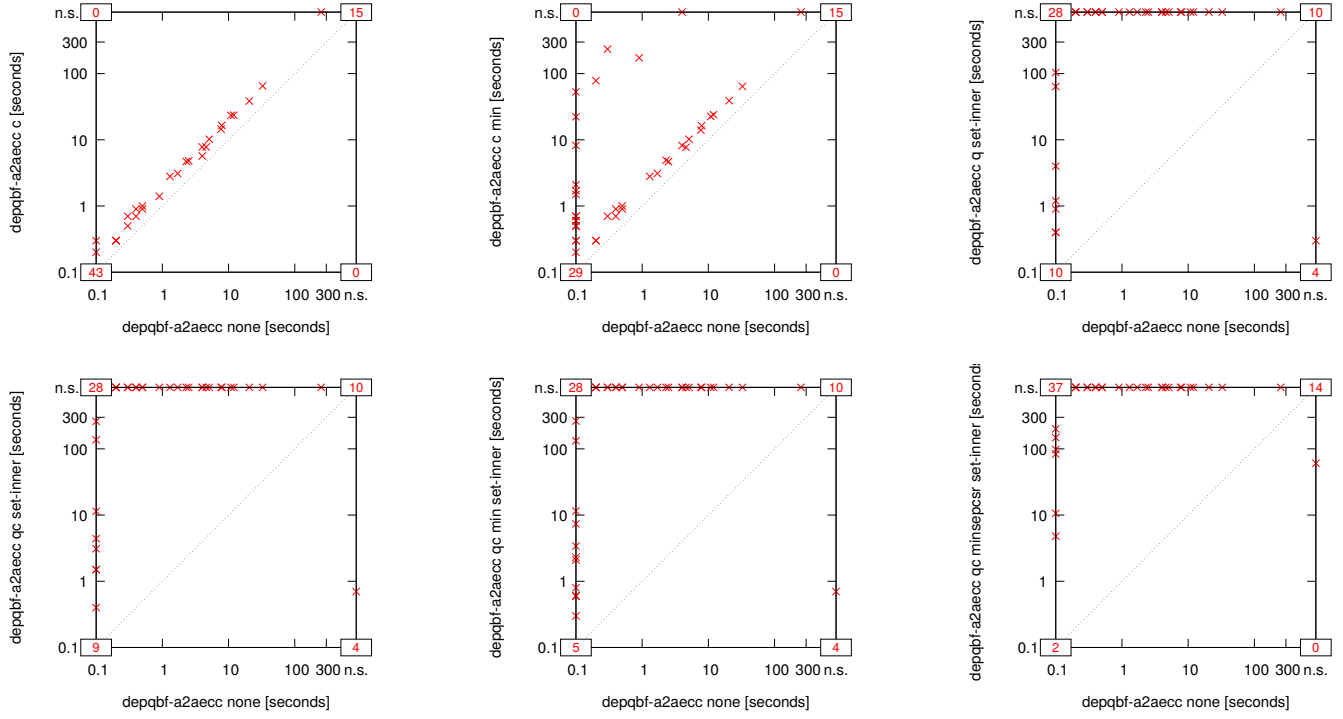 n.s. 0 15
300
100
10
1
0.1 43 0
0.1 1 10 100 300 n.s.
depqbf-a2aecc none [seconds]
depqbf-a2aecc c [seconds]
n.s. 0 15
300
100
10
1
0.1 29 0
0.1 1 10 100 300 n.s.
depqbf-a2aecc none [seconds]
depqbf-a2aecc c min [seconds]
n.s. 28 10
300
100
10
1
0.1 10 4
0.1 1 10 100 300 n.s.
depqbf-a2aecc none [seconds]
depqbf-a2aecc q set-inner [seconds]
n.s. 28 10
300
100
10
1
0.1 9 4
0.1 1 10 100 300 n.s.
depqbf-a2aecc none [seconds]
depqbf-a2aecc qc set-inner [seconds]
n.s. 28 10
300
100
10
1
0.1 5 4
0.1 1 10 100 300 n.s.
depqbf-a2aecc none [seconds]
depqbf-a2aecc qc min set-inner [seconds]
n.s. 37 14
300
100
10
1
0.1 2 0
0.1 1 10 100 300 n.s.
depqbf-a2aecc none [seconds]
depqbf-a2aecc qc minsepcsr set-inner [second